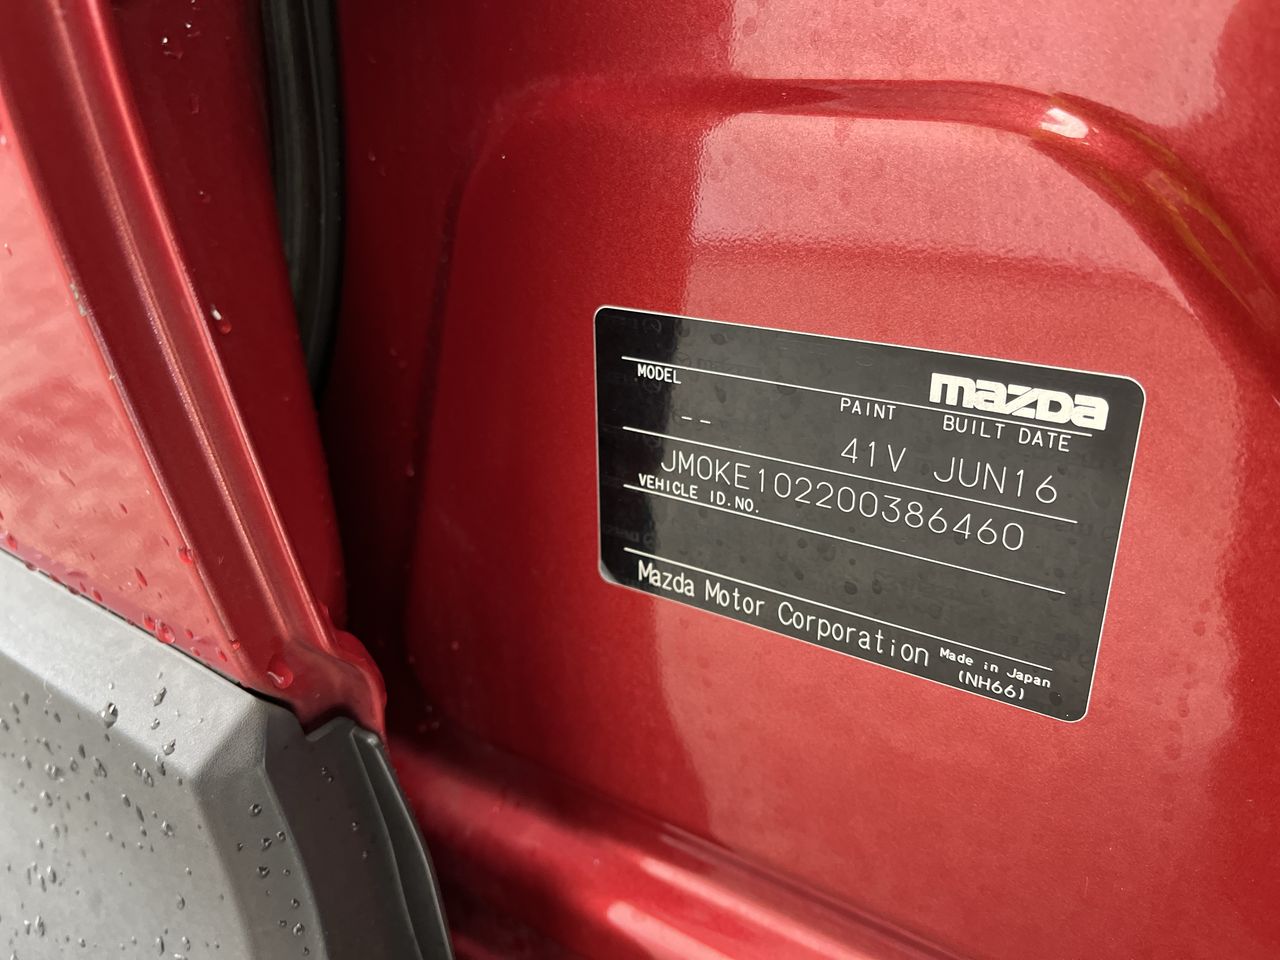 mazda
MODEL PAINT BUILT DATE
-- 41V JUN16
JM0KE102200386460
VEHICLE ID.NO.
Mazda Motor Corporation Made in Japan
(NH66)